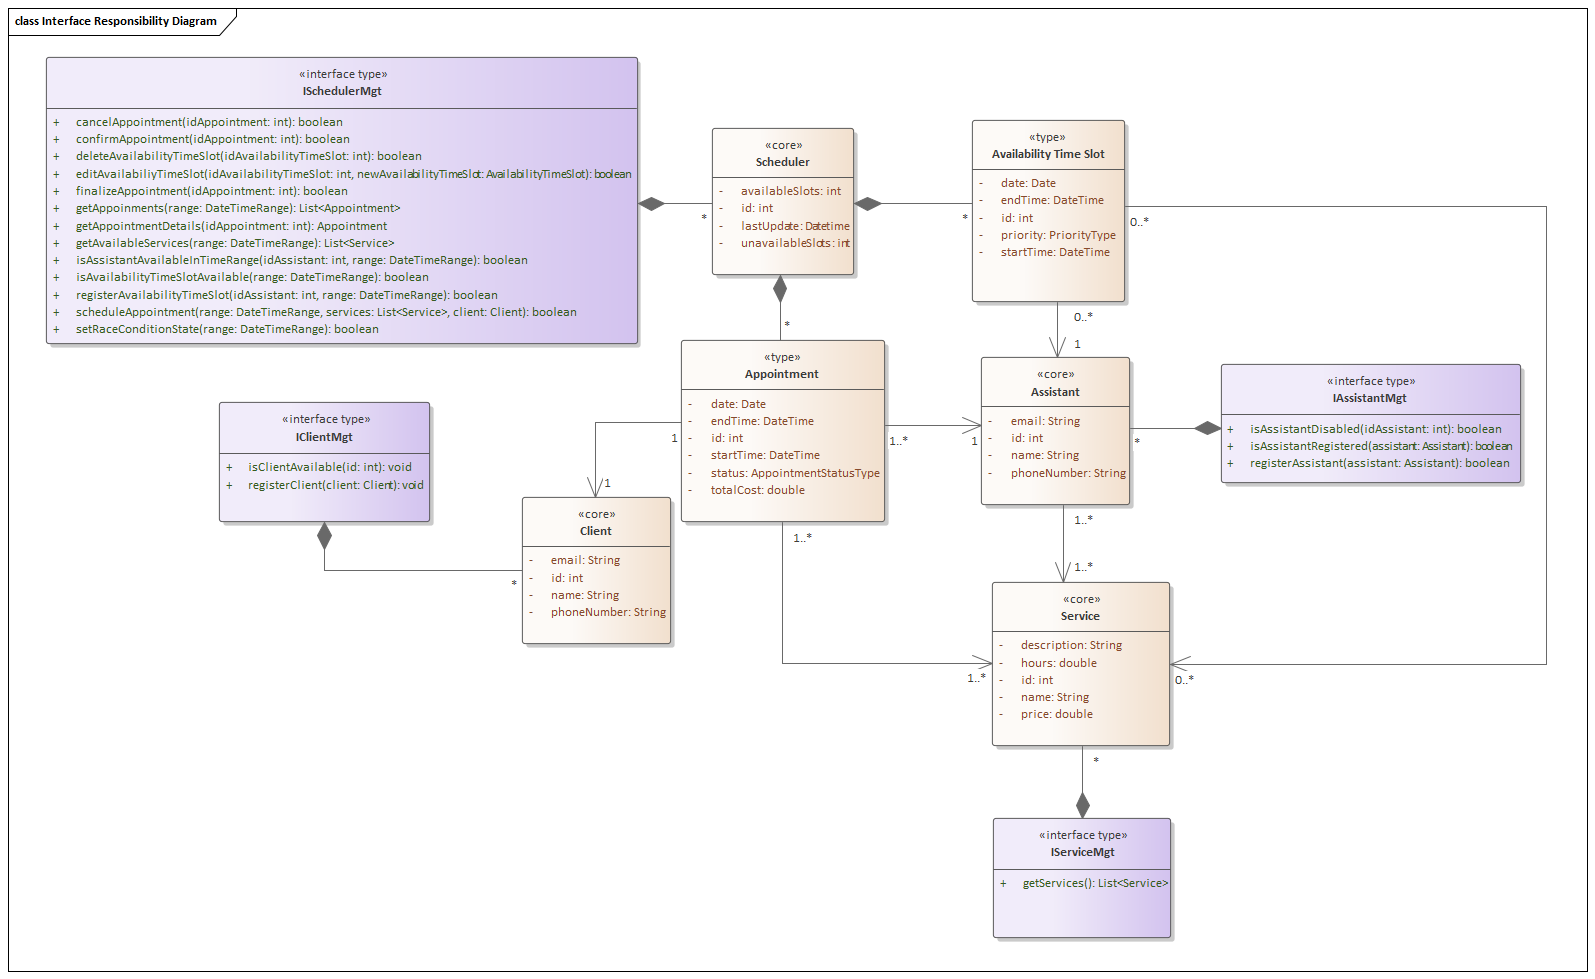 class Interface Responsibility Diagram
«interface type»
ISchedulerMgt
+ cancelAppointment(idAppointment: int): boolean
+ confirmAppointment(idAppointment: int): boolean
+ deleteAvailabilityTimeSlot(idAvailabilityTimeSlot: int): boolean
+ editAvailabiliyTimeSlot(idAvailabilityTimeSlot: int, newAvailabilityTimeSlot: AvailabilityTimeSlot): boolean
+ finalizeAppointment(idAppointment: int): boolean
+ getAppoinments(range: DateTimeRange): List<Appointment>
+ getAppointmentDetails(idAppointment: int): Appointment
+ getAvailableServices(range: DateTimeRange): List<Service>
+ isAssistantAvailableInTimeRange(idAssistant: int, range: DateTimeRange): boolean
+ isAvailabilityTimeSlotAvailable(range: DateTimeRange): boolean
+ registerAvailabilityTimeSlot(idAssistant: int, range: DateTimeRange): boolean
+ scheduleAppointment(range: DateTimeRange, services: List<Service>, client: Client): boolean
+ setRaceConditionState(range: DateTimeRange): boolean
*
«core»
Scheduler
- availableSlots: int
- id: int
- lastUpdate: Datetime
- unavailableSlots: int
*
*
«type»
Availability Time Slot
- date: Date
- endTime: DateTime
- id: int
- priority: PriorityType
- startTime: DateTime
0..*
0..*
1
«type»
Appointment
- date: Date
- endTime: DateTime
- id: int
- startTime: DateTime
- status: AppointmentStatusType
- totalCost: double
1
1
1..*
1
1..*
1..*
«core»
Assistant
- email: String
- id: int
- name: String
- phoneNumber: String
*
1..*
1..*
«interface type»
IAssistantMgt
+ isAssistantDisabled(idAssistant: int): boolean
+ isAssistantRegistered(assistant: Assistant): boolean
+ registerAssistant(assistant: Assistant): boolean
«interface type»
IClientMgt
+ isClientAvailable(id: int): void
+ registerClient(client: Client): void
*
«core»
Client
- email: String
- id: int
- name: String
- phoneNumber: String
«core»
Service
- description: String
- hours: double
- id: int
- name: String
- price: double
0..*
*
«interface type»
IServiceMgt
+ getServices(): List<Service>